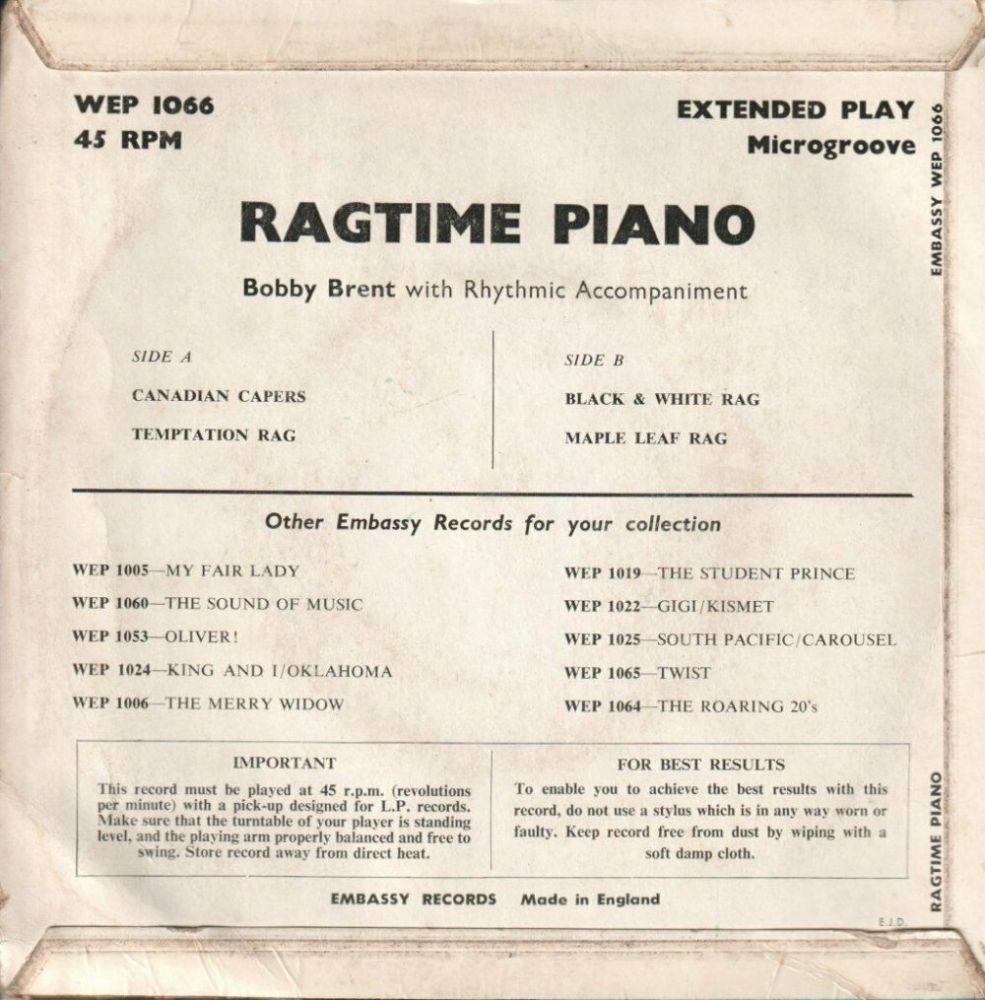 WEP 1066
45 RPM
EXTENDED PLAY
Microgroove
EMBASSY WEP 1066
RAGTIME PIANO
Bobby Brent with Rhythmic Accompaniment
SIDE A
CANADIAN CAPERS
TEMPTATION RAG
SIDE B
BLACK & WHITE RAG
MAPLE LEAF RAG
Other Embassy Records for your collection
WEP 1005—MY FAIR LADY
WEP 1060—THE SOUND OF MUSIC
WEP 1053—OLIVER!
WEP 1024—KING AND I/OKLAHOMA
WEP 1006—THE MERRY WIDOW
WEP 1019—THE STUDENT PRINCE
WEP 1022—GIGI/KISMET
WEP 1025—SOUTH PACIFIC/CAROUSEL
WEP 1065—TWIST
WEP 1064—THE ROARING 20's
IMPORTANT
This record must be played at 45 r.p.m. (revolutions
per minute) with a pick-up designed for L.P. records.
Make sure that the turntable of your player is standing
level, and the playing arm properly balanced and free to
swing. Store record away from direct heat.
FOR BEST RESULTS
To enable you to achieve the best results with this
record, do not use a stylus which is in any way worn or
faulty. Keep record free from dust by wiping with a
soft damp cloth.
RAGTIME PIANO
EMBASSY RECORDS Made in England
E.J.D.